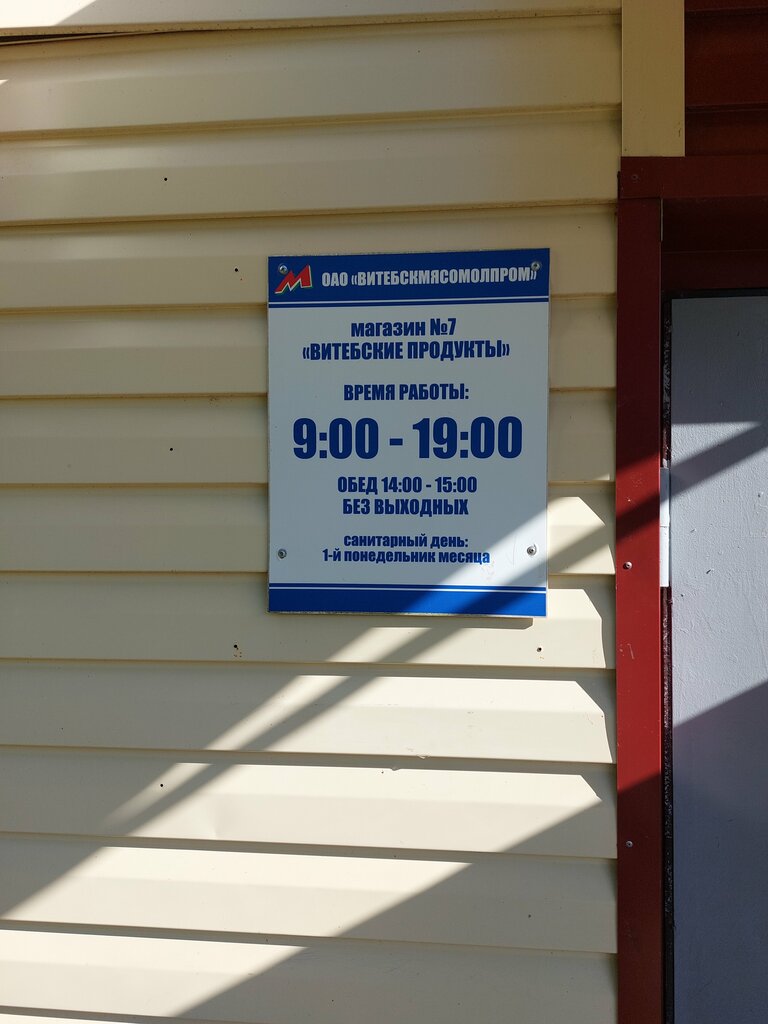 М ОАО «ВИТЕБСКМЯСОМОЛПРОМ»
магазин №7
«ВИТЕБСКИЕ ПРОДУКТЫ»
ВРЕМЯ РАБОТЫ:
9:00 - 19:00
ОБЕД 14:00 - 15:00
БЕЗ ВЫХОДНЫХ
санитарный день:
1-й понедельник месяца